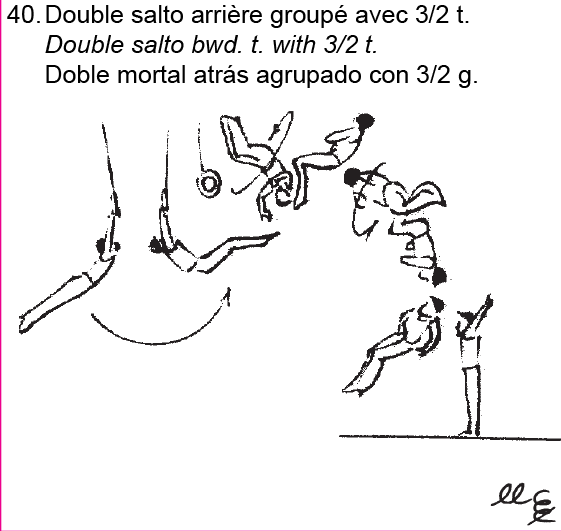 40. Double salto arrière groupé avec 3/2 t.
Double salto bwd. t. with 3/2 t.
Doble mortal atrás agrupado con 3/2 g.